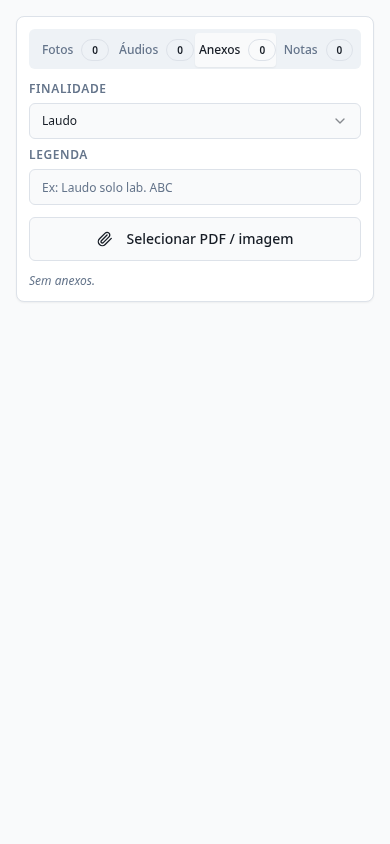 Fotos 0 Áudios 0 Anexos 0 Notas 0
FINALIDADE
Laudo
LEGENDA
Ex: Laudo solo lab. ABC
Selecionar PDF / imagem
Sem anexos.